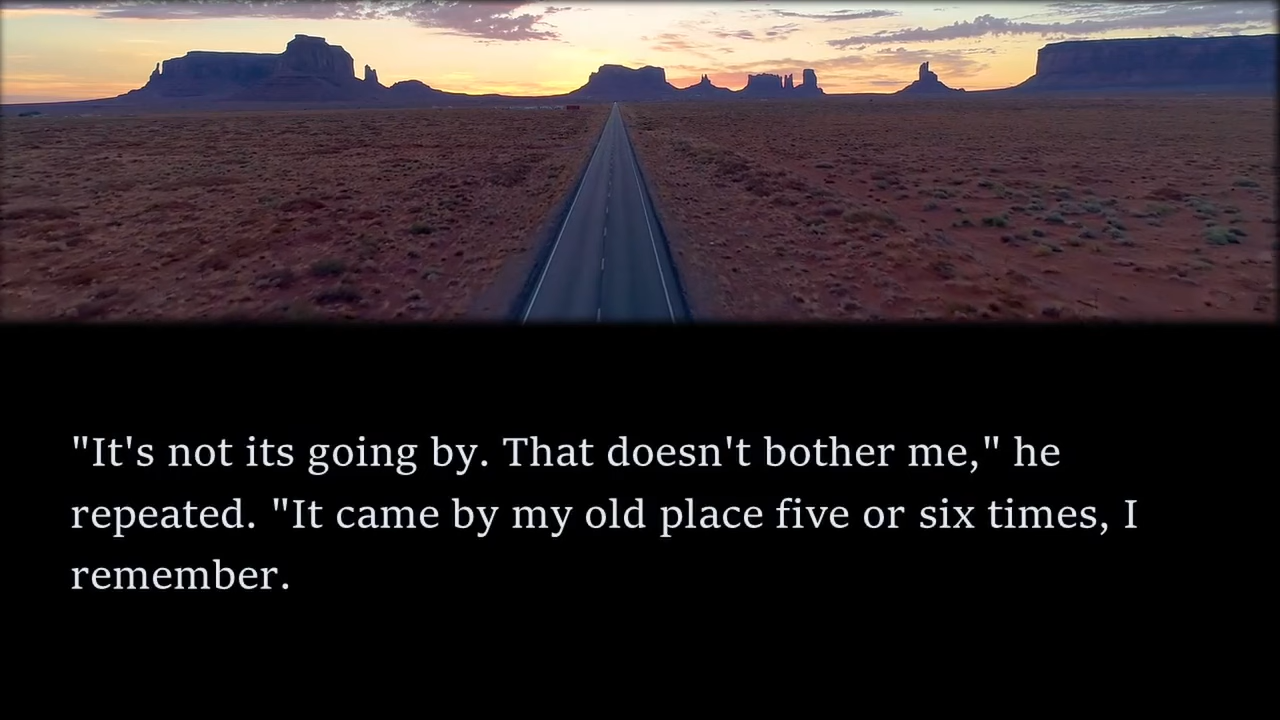 "It's not its going by. That doesn't bother me," he
repeated. "It came by my old place five or six times, I
remember.